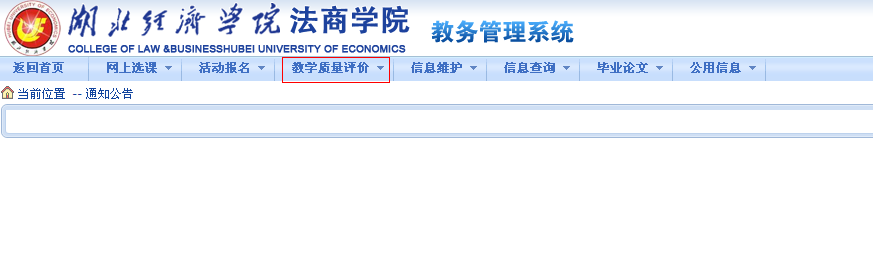 湖北经濟学院法商学院
COLLEGE OF LAW &BUSINESSHUBEI UNIVERSITY OF ECONOMICS
教务管理系统
返回首页 网上选课 活动报名 教学质量评价 信息维护 信息查询 毕业论文 公用信息
当前位置 -- 通知公告